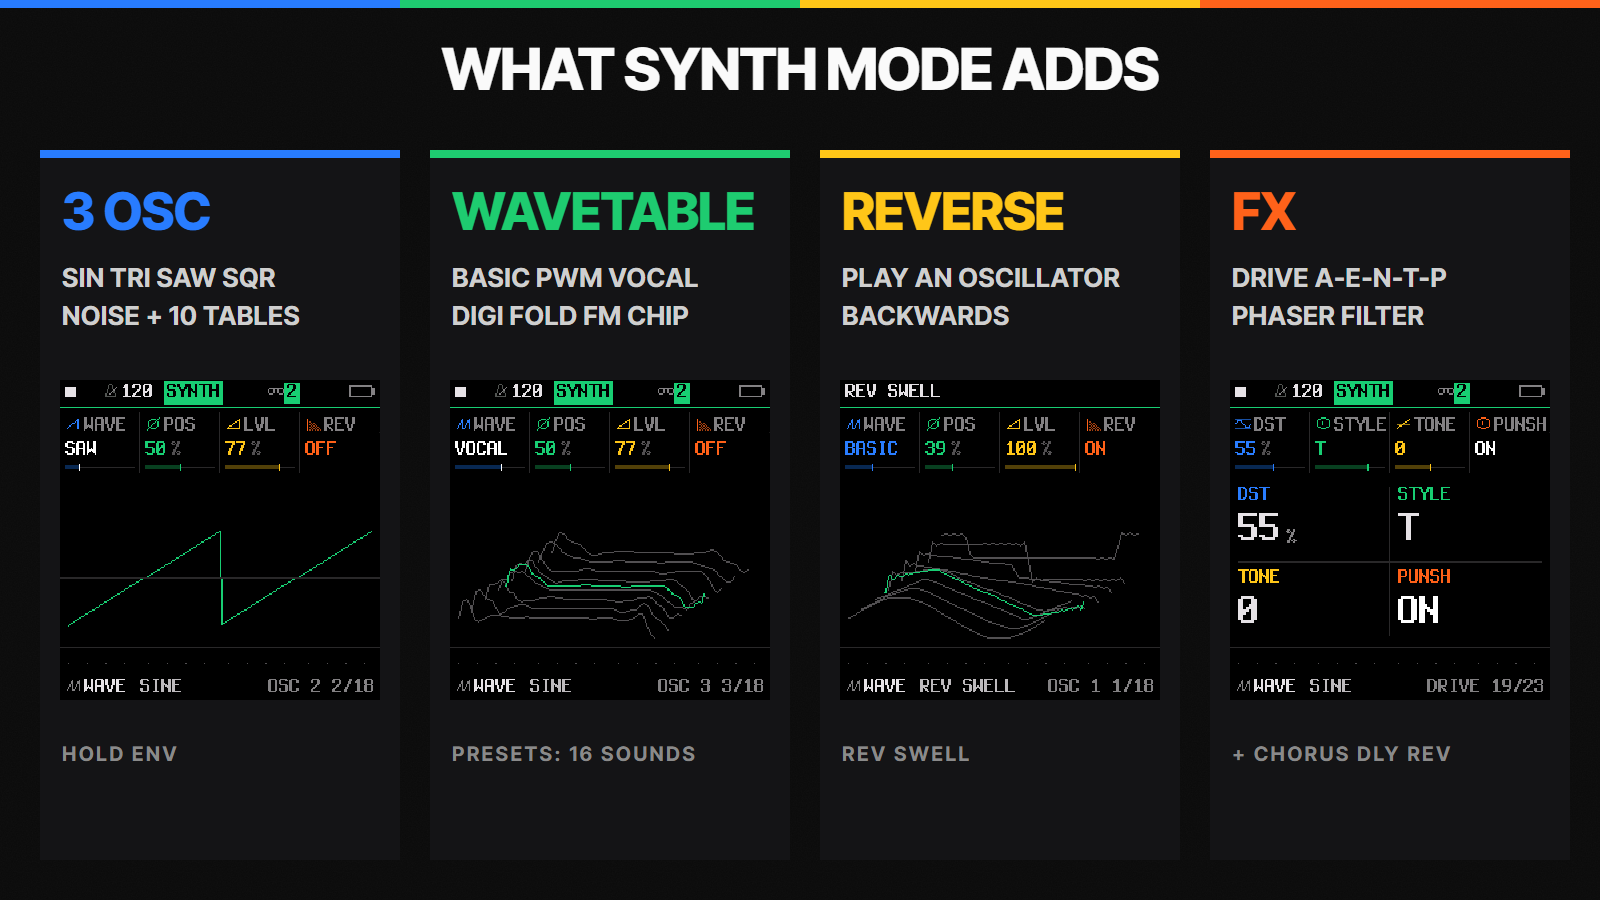 WHAT SYNTH MODE ADDS
3 OSC
SIN TRI SAW SQR
NOISE + 10 TABLES
120 SYNTH 2
WAVE POS LVL REV
SAW 50 % 77 % OFF
WAVE SINE OSC 2 2/18
HOLD ENV
WAVETABLE
BASIC PWM VOCAL
DIGI FOLD FM CHIP
120 SYNTH 2
WAVE POS LVL REV
VOCAL 50 % 77 % OFF
WAVE SINE OSC 3 3/18
PRESETS: 16 SOUNDS
REVERSE
PLAY AN OSCILLATOR
BACKWARDS
REV SWELL
WAVE POS LVL REV
BASIC 39 % 100 % ON
WAVE REV SWELL OSC 1 1/18
REV SWELL
FX
DRIVE A-E-N-T-P
PHASER FILTER
120 SYNTH 2
DST STYLE TONE PUNSH
55 % T 0 ON
DST STYLE
55 % T
TONE PUNSH
0 ON
WAVE SINE DRIVE 19/23
+ CHORUS DLY REV